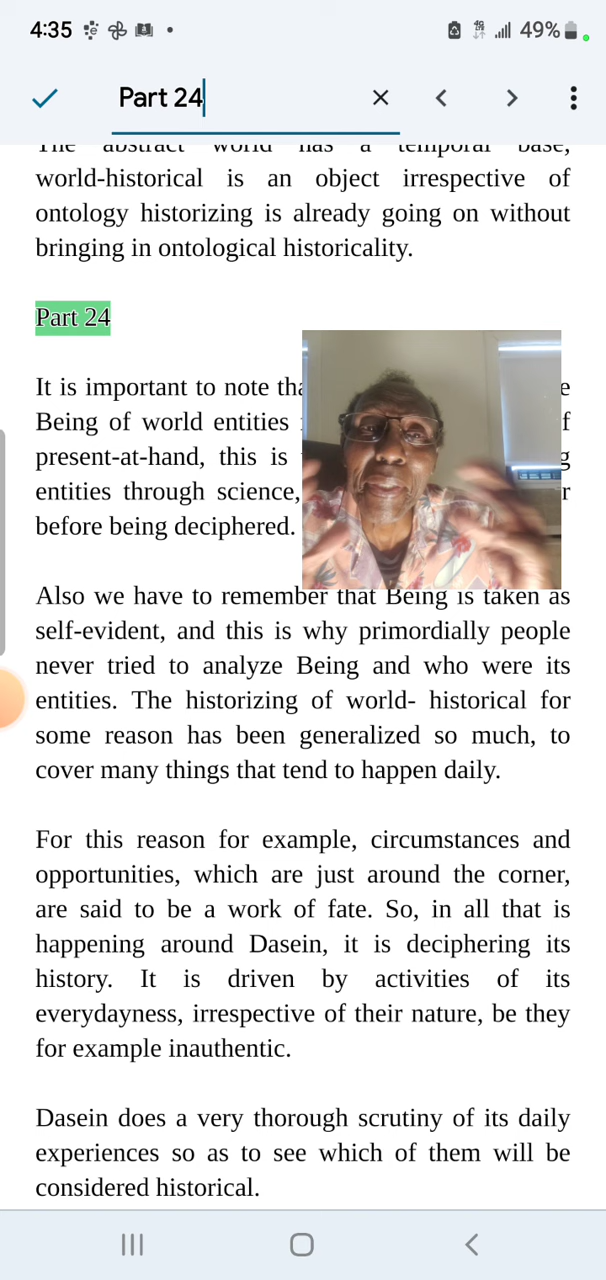 4:35
49%
Part 24
The abstract world has a temporal base,
world-historical is an object irrespective of
ontology historizing is already going on without
bringing in ontological historicality.
Part 24
It is important to note
Being of world entities
present-at-hand, this is
entities through science,
before being deciphered.
Also we have to remember that Being is taken as
self-evident, and this is why primordially people
never tried to analyze Being and who were its
entities. The historizing of world- historical for
some reason has been generalized so much, to
cover many things that tend to happen daily.
For this reason for example, circumstances and
opportunities, which are just around the corner,
are said to be a work of fate. So, in all that is
happening around Dasein, it is deciphering its
history. It is driven by activities of its
everydayness, irrespective of their nature, be they
for example inauthentic.
Dasein does a very thorough scrutiny of its daily
experiences so as to see which of them will be
considered historical.